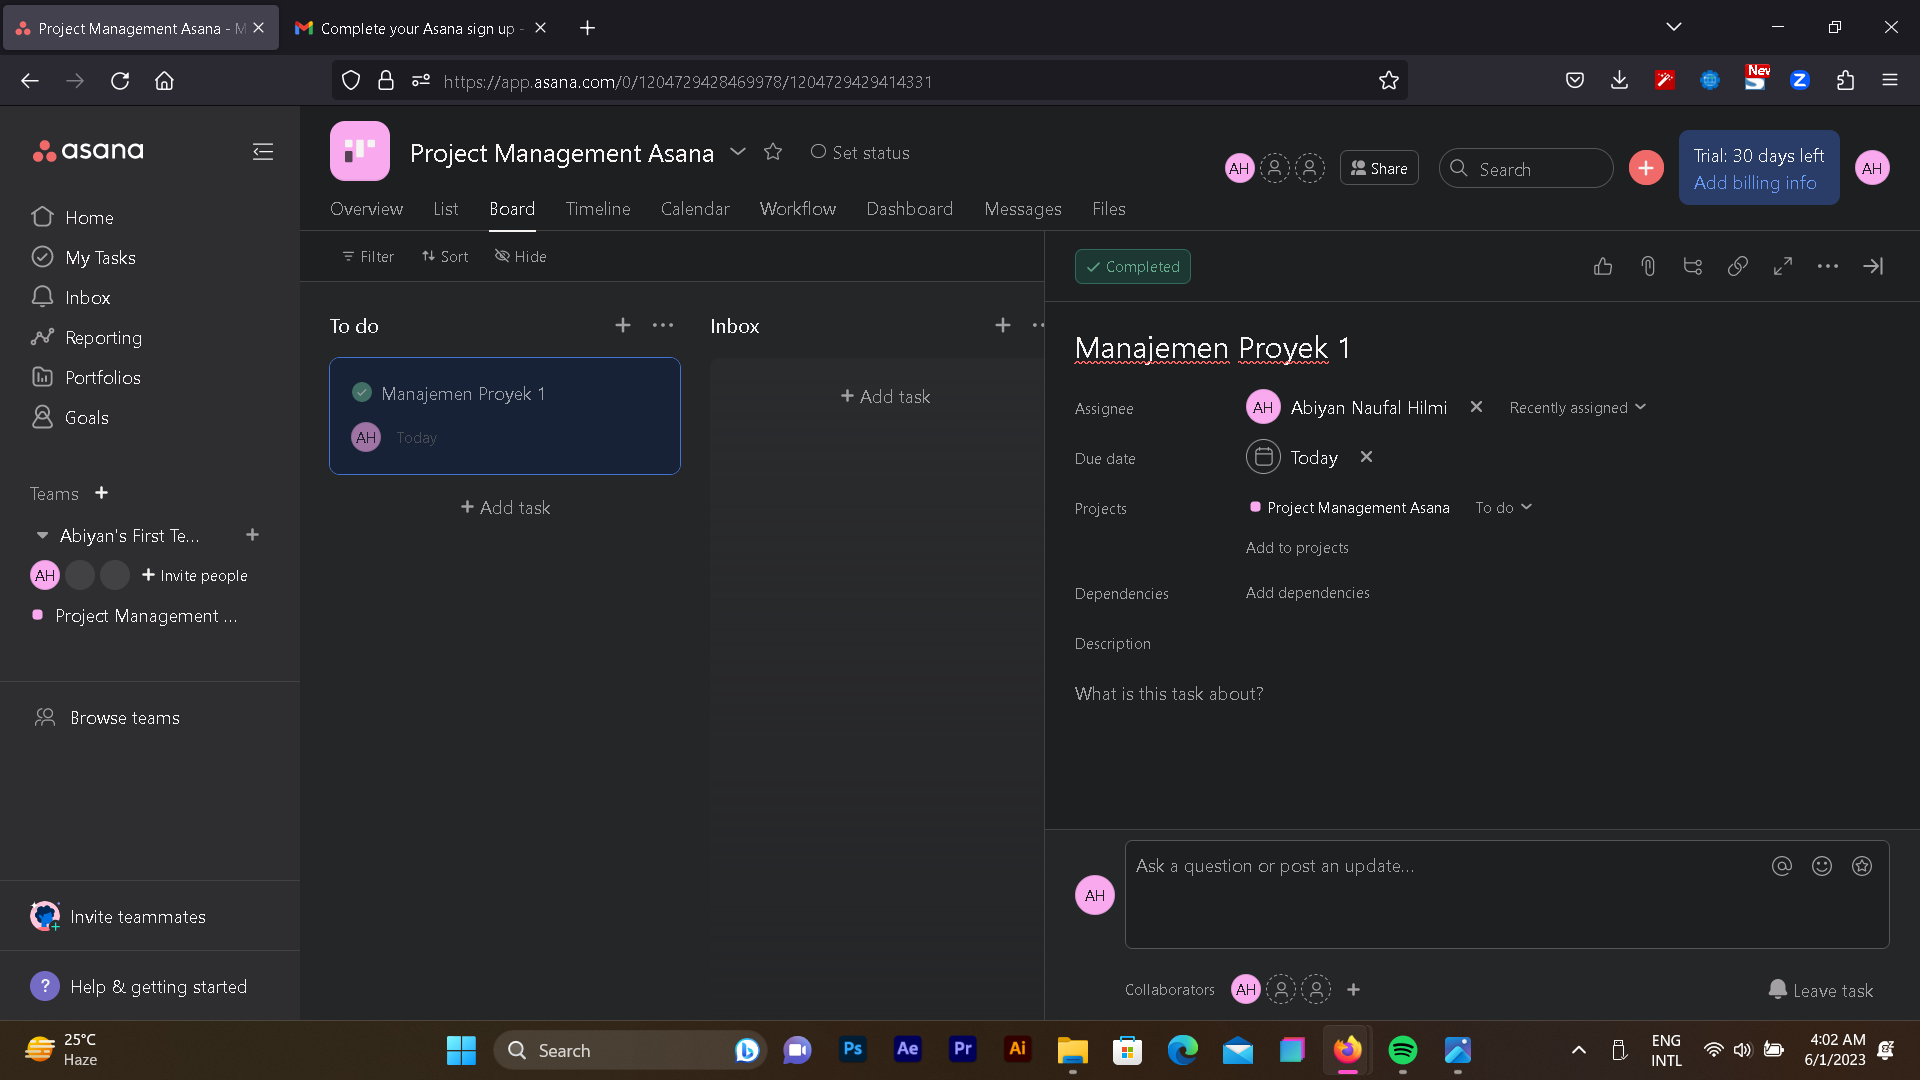 Project Management Asana - M
Complete your Asana sign up -
https://app.asana.com/0/1204729428469978/1204729429414331
New
Z
asana
Home
My Tasks
Inbox
Reporting
Portfolios
Goals
Teams
Abiyan's First Te...
AH
Invite people
Project Management ...
Browse teams
Invite teammates
? Help & getting started
Project Management Asana
Set status
AH
Share
Search
Trial: 30 days left
Add billing info
AH
Overview List Board Timeline Calendar Workflow Dashboard Messages Files
Filter Sort Hide
To do
Manajemen Proyek 1
AH Today
+ Add task
Inbox
+ Add task
Completed
Manajemen Proyek 1
Assignee AH Abiyan Naufal Hilmi Recently assigned
Due date Today
Projects Project Management Asana To do
Add to projects
Dependencies Add dependencies
Description
What is this task about?
AH
Ask a question or post an update...
Collaborators AH
Leave task
25°C
Haze
Search
Ps Ae Pr Ai
ENG
INTL
4:02 AM
6/1/2023